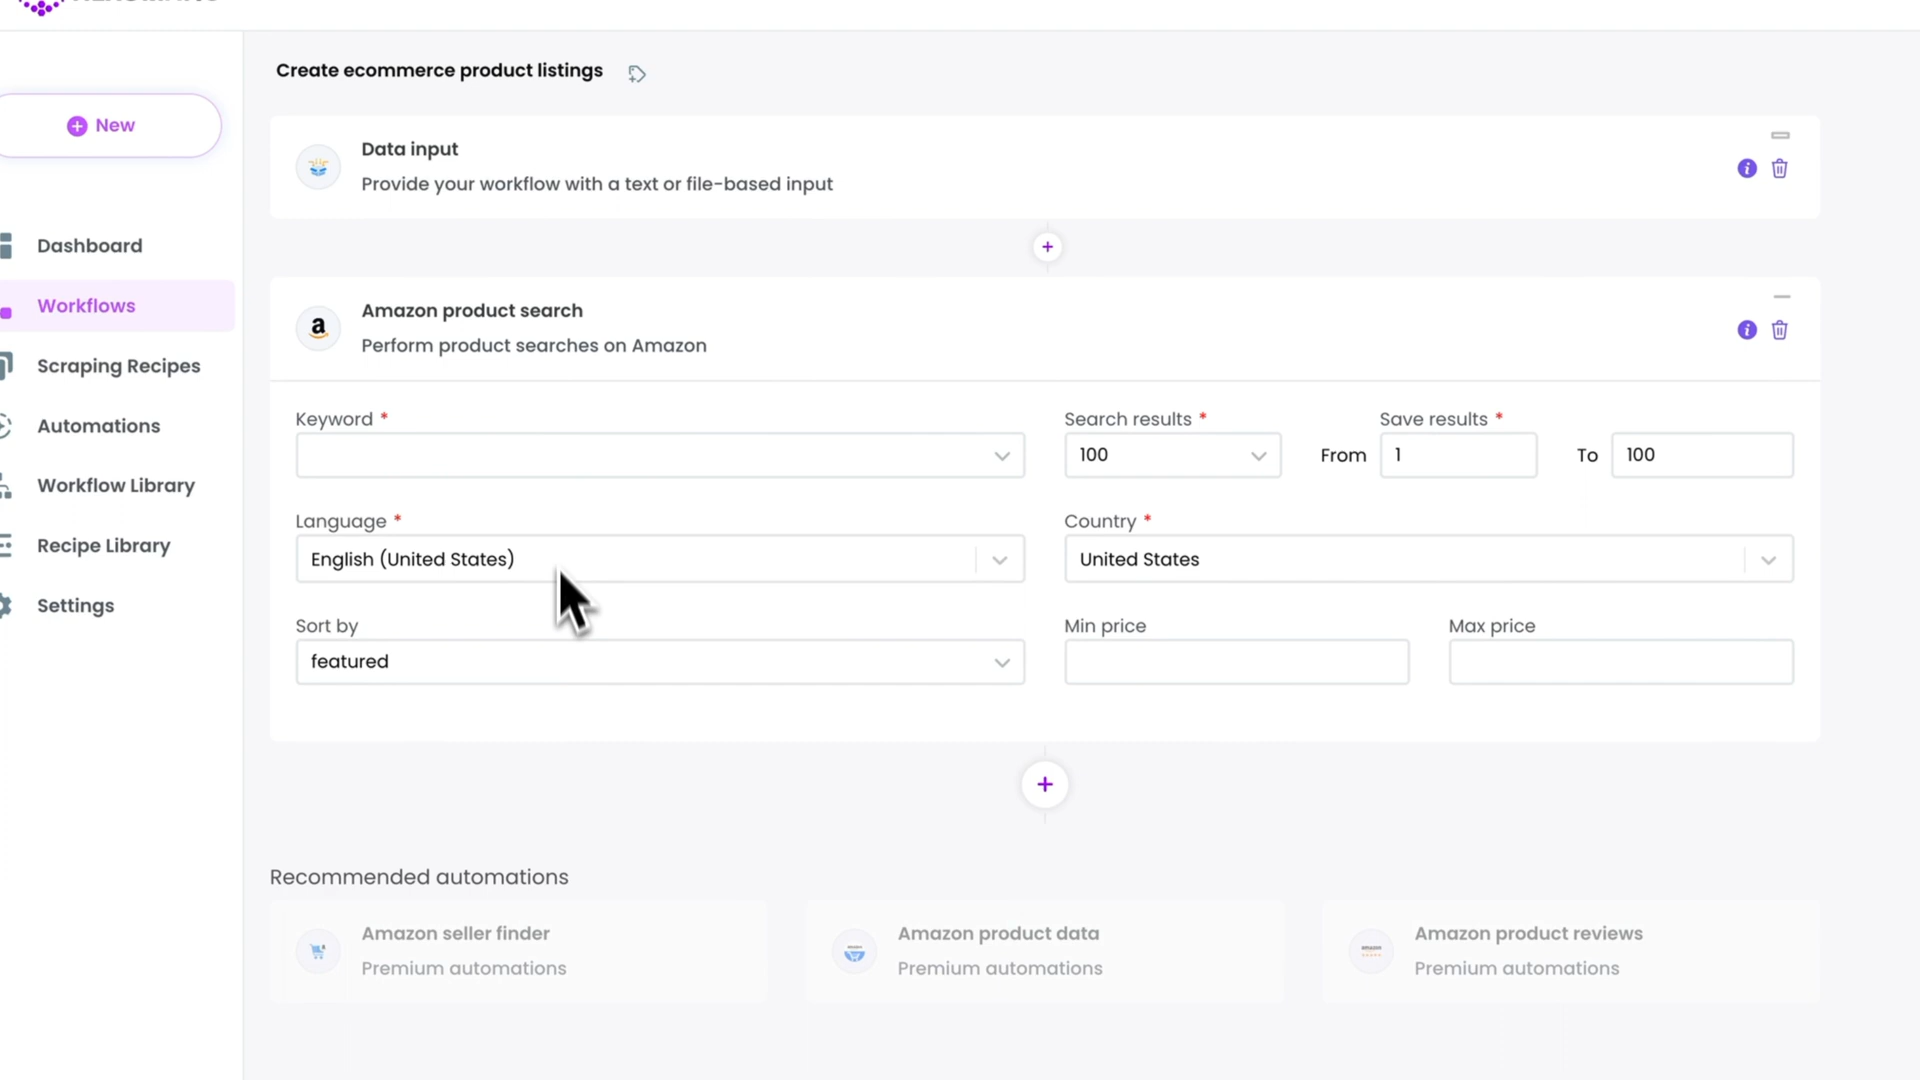 Create ecommerce product listings
New
Data input
Provide your workflow with a text or file-based input
Dashboard
Workflows
Scraping Recipes
Automations
Workflow Library
Recipe Library
Settings
Amazon product search
Perform product searches on Amazon
Keyword *
Search results *
100
Save results *
From 1 To 100
Language *
English (United States)
Country *
United States
Sort by
featured
Min price
Max price
Recommended automations
Amazon seller finder
Premium automations
Amazon product data
Premium automations
Amazon product reviews
Premium automations